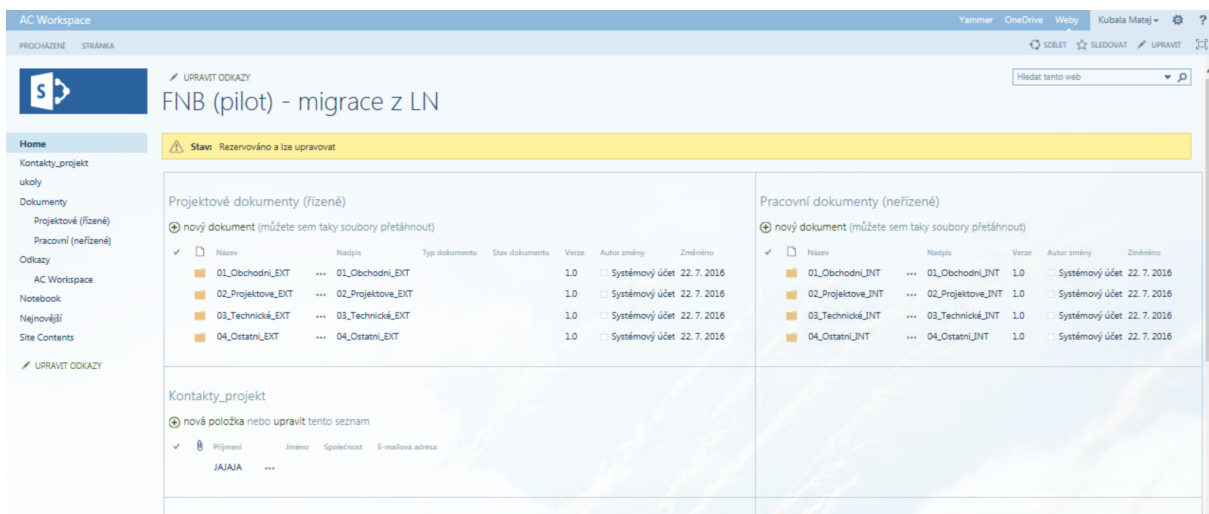 AC Workspace
Yammer OneDrive Weby Kubala Matej ?
PROCHÁZENÍ STRÁNKA
SDÍLET SLEDOVAT UPRAVIT
S
UPRAVIT ODKAZY
Hledat tento web
FNB (pilot) - migrace z LN
Home
Kontakty_projekt
ukoly
Dokumenty
Projektové (řízené)
Pracovní (neřízené)
Odkazy
AC Workspace
Notebook
Nejnovější
Site Contents
UPRAVIT ODKAZY
Stav: Rezervováno a lze upravovat
Projektové dokumenty (řízené)
nový dokument (můžete sem taky soubory přetáhnout)
Název Nadpis Typ dokumentu Stav dokumentu Verze Autor změny Změněno
01_Obchodni_EXT ... 01_Obchodni_EXT 1.0 Systémový účet 22. 7. 2016
02_Projektove_EXT ... 02_Projektove_EXT 1.0 Systémový účet 22. 7. 2016
03_Technické_EXT ... 03_Technické_EXT 1.0 Systémový účet 22. 7. 2016
04_Ostatni_EXT ... 04_Ostatni_EXT 1.0 Systémový účet 22. 7. 2016
Pracovní dokumenty (neřízené)
nový dokument (můžete sem taky soubory přetáhnout)
Název Nadpis Verze Autor změny Změněno
01_Obchodni_INT ... 01_Obchodni_INT 1.0 Systémový účet 22. 7. 2016
02_Projektove_INT ... 02_Projektove_INT 1.0 Systémový účet 22. 7. 2016
03_Technické_INT ... 03_Technické_INT 1.0 Systémový účet 22. 7. 2016
04_Ostatni_INT ... 04_Ostatni_INT 1.0 Systémový účet 22. 7. 2016
Kontakty_projekt
nová položka nebo upravit tento seznam
Příjmení Jméno Společnost E-mailová adresa
JAJAJA ...